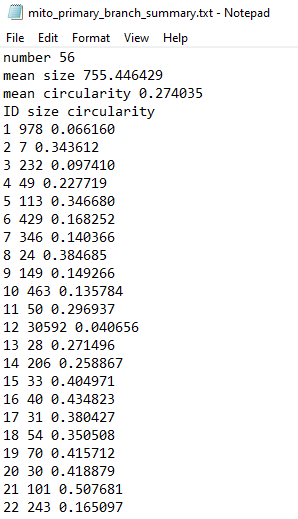 mito_primary_branch_summary.txt - Notepad
File Edit Format View Help
number 56
mean size 755.446429
mean circularity 0.274035
ID size circularity
1 978 0.066160
2 7 0.343612
3 232 0.097410
4 49 0.227719
5 113 0.346680
6 429 0.168252
7 346 0.140366
8 24 0.384685
9 149 0.149266
10 463 0.135784
11 50 0.296937
12 30592 0.040656
13 28 0.271496
14 206 0.258867
15 33 0.404971
16 40 0.434823
17 31 0.380427
18 54 0.350508
19 70 0.415712
20 30 0.418879
21 101 0.507681
22 243 0.165097